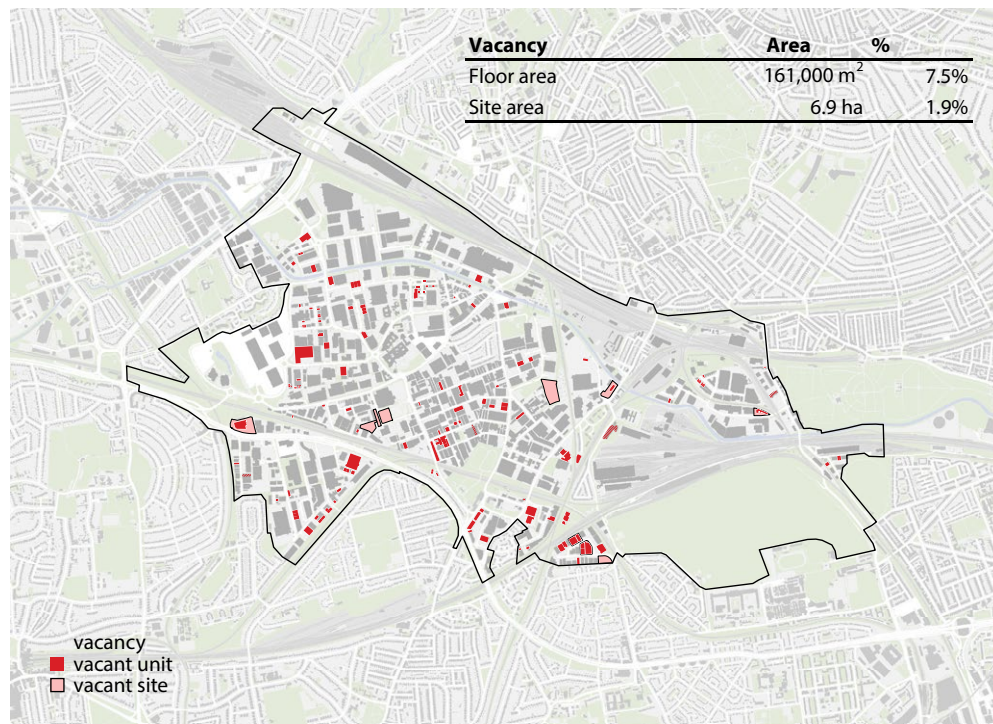 Vacancy Area %
Floor area 161,000 m² 7.5%
Site area 6.9 ha 1.9%
vacancy
vacant unit
vacant site